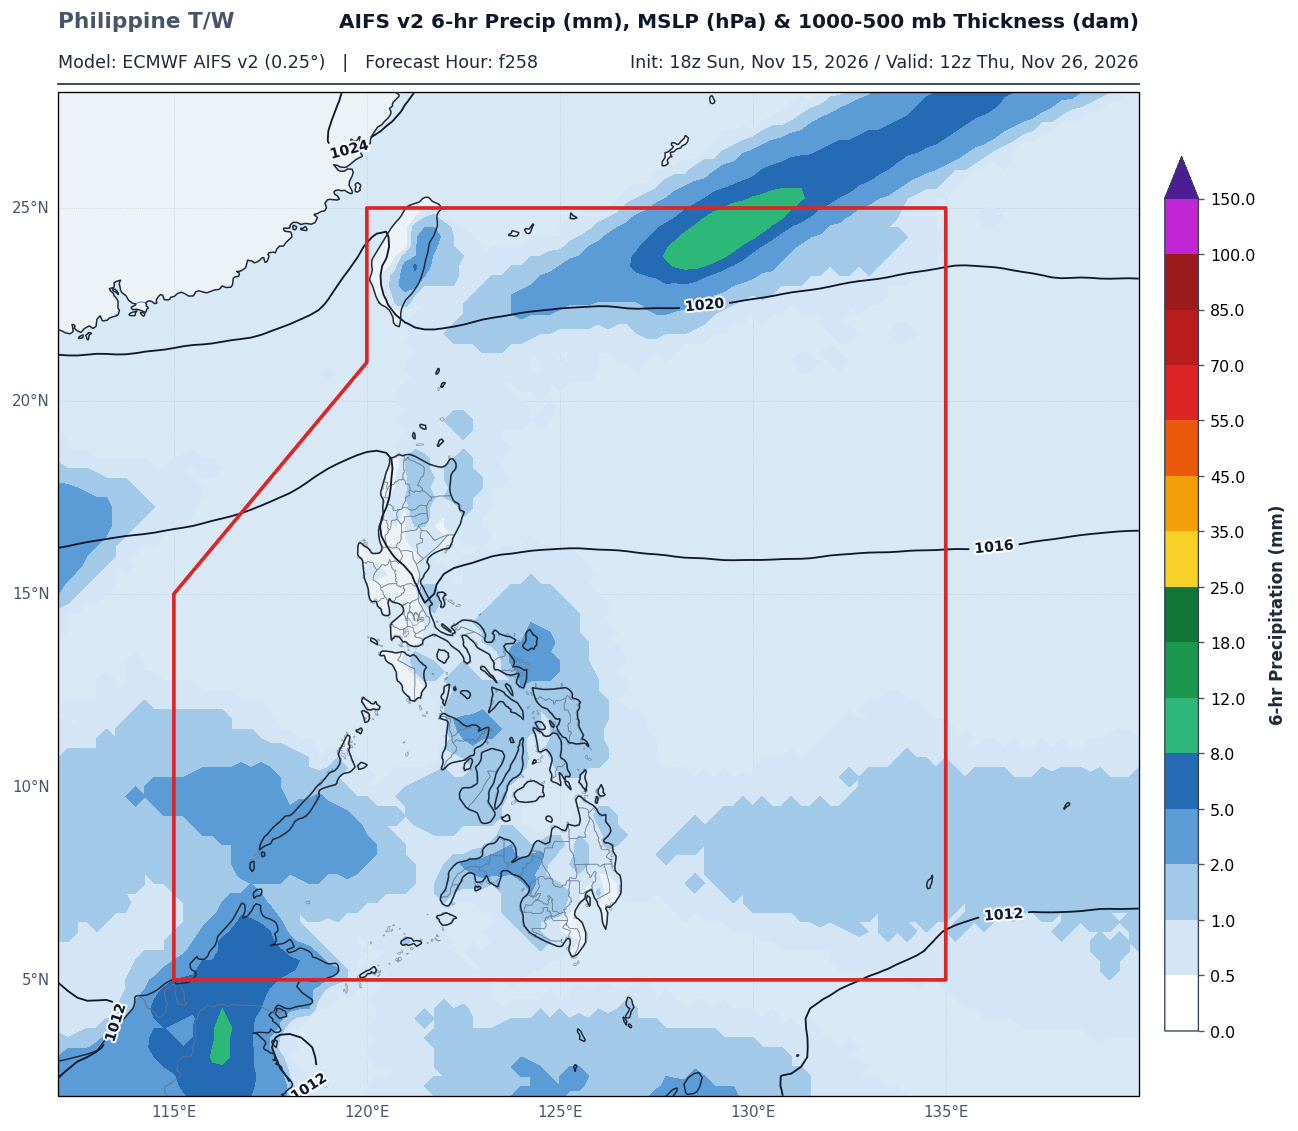 Philippine T/W
AIFS v2 6-hr Precip (mm), MSLP (hPa) & 1000-500 mb Thickness (dam)
Model: ECMWF AIFS v2 (0.25°) | Forecast Hour: f258
Init: 18z Sun, Nov 15, 2026 / Valid: 12z Thu, Nov 26, 2026
1024
25°N
1020
20°N
1016
15°N
10°N
1012
5°N
1012
1012
115°E
120°E
125°E
130°E
135°E
150.0
100.0
85.0
70.0
55.0
45.0
35.0
25.0
18.0
12.0
8.0
5.0
2.0
1.0
0.5
0.0
6-hr Precipitation (mm)